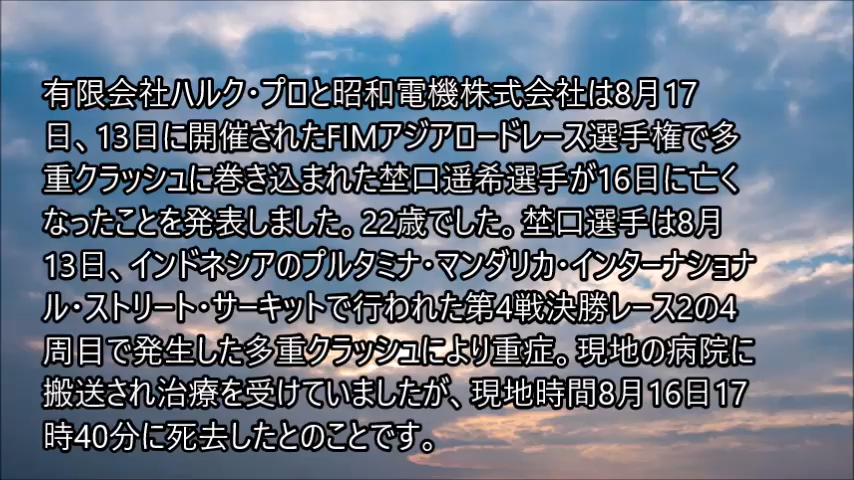 有限会社ハルク・プロと昭和電機株式会社は8月17
日、13日に開催されたFIMアジアロードレース選手権で多
重クラッシュに巻き込まれた埜口遥希選手が16日に亡く
なったことを発表しました。22歳でした。埜口選手は8月
13日、インドネシアのプルタミナ・マンダリカ・インターナショナ
ル・ストリート・サーキットで行われた第4戦決勝レース2の4
周目で発生した多重クラッシュにより重症。現地の病院に
搬送され治療を受けていましたが、現地時間8月16日17
時40分に死去したとのことです。